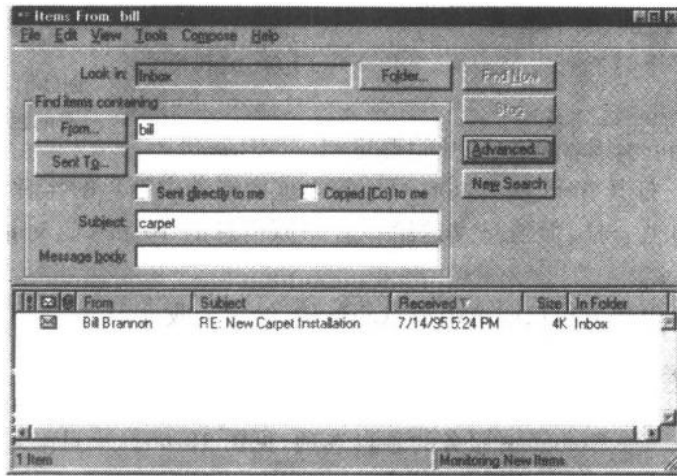 Items From bill
File Edit View Tools Compose Help
Look in: Inbox Folder... Find Now
Find items containing Stop
From... bill
Sent To... Advanced...
Sent directly to me Copied (Cc) to me New Search
Subject: carpet
Message body:
! From Subject Received Size In Folder
Bill Brannon RE: New Carpet Installation 7/14/95 5:24 PM 4K Inbox
1 Item Monitoring New Items